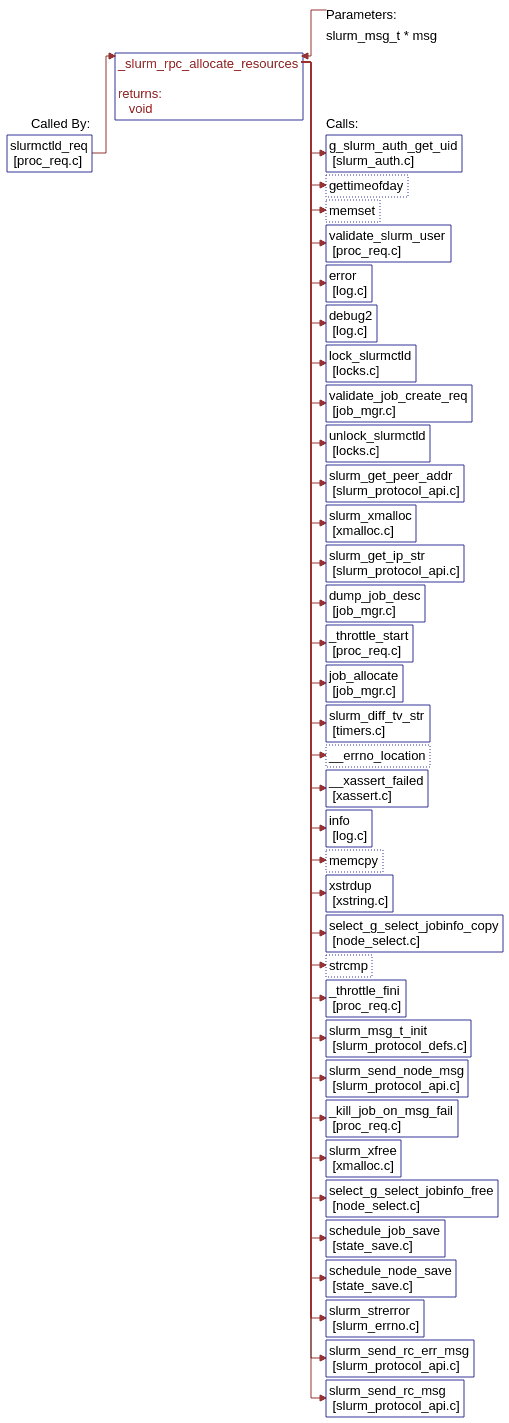 Parameters:
slurm_msg_t * msg
_slurm_rpc_allocate_resources
returns:
void
Called By:
slurmctld_req
[proc_req.c]
Calls:
g_slurm_auth_get_uid
[slurm_auth.c]
gettimeofday
memset
validate_slurm_user
[proc_req.c]
error
[log.c]
debug2
[log.c]
lock_slurmctld
[locks.c]
validate_job_create_req
[job_mgr.c]
unlock_slurmctld
[locks.c]
slurm_get_peer_addr
[slurm_protocol_api.c]
slurm_xmalloc
[xmalloc.c]
slurm_get_ip_str
[slurm_protocol_api.c]
dump_job_desc
[job_mgr.c]
_throttle_start
[proc_req.c]
job_allocate
[job_mgr.c]
slurm_diff_tv_str
[timers.c]
__errno_location
__xassert_failed
[xassert.c]
info
[log.c]
memcpy
xstrdup
[xstring.c]
select_g_select_jobinfo_copy
[node_select.c]
strcmp
_throttle_fini
[proc_req.c]
slurm_msg_t_init
[slurm_protocol_defs.c]
slurm_send_node_msg
[slurm_protocol_api.c]
_kill_job_on_msg_fail
[proc_req.c]
slurm_xfree
[xmalloc.c]
select_g_select_jobinfo_free
[node_select.c]
schedule_job_save
[state_save.c]
schedule_node_save
[state_save.c]
slurm_strerror
[slurm_errno.c]
slurm_send_rc_err_msg
[slurm_protocol_api.c]
slurm_send_rc_msg
[slurm_protocol_api.c]